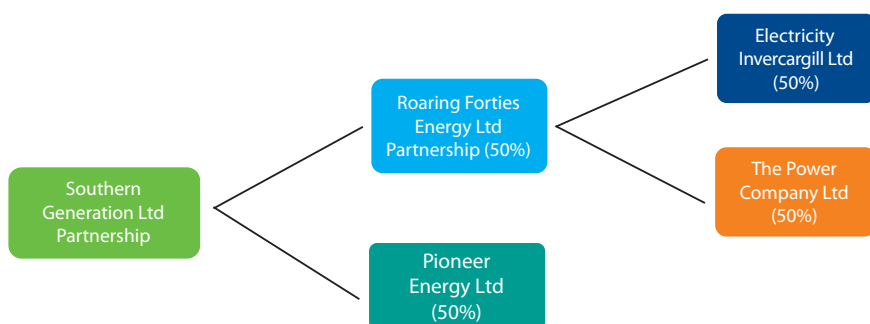 Southern
Generation Ltd
Partnership
Roaring Forties
Energy Ltd
Partnership (50%)
Pioneer
Energy Ltd
(50%)
Electricity
Invercargill Ltd
(50%)
The Power
Company Ltd
(50%)